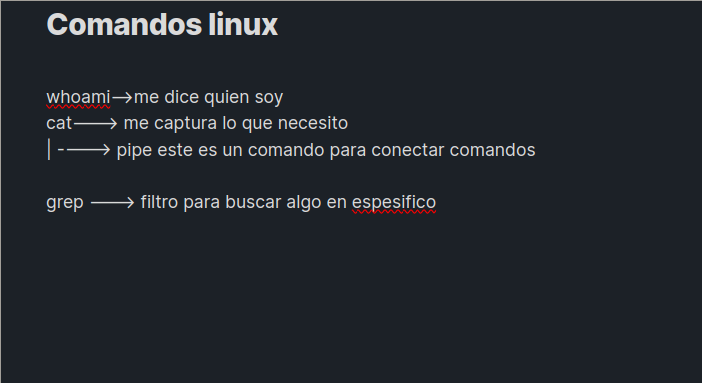 Comandos linux
whoami-->me dice quien soy
cat----> me captura lo que necesito
| -----> pipe este es un comando para conectar comandos
grep ----> filtro para buscar algo en espesifico